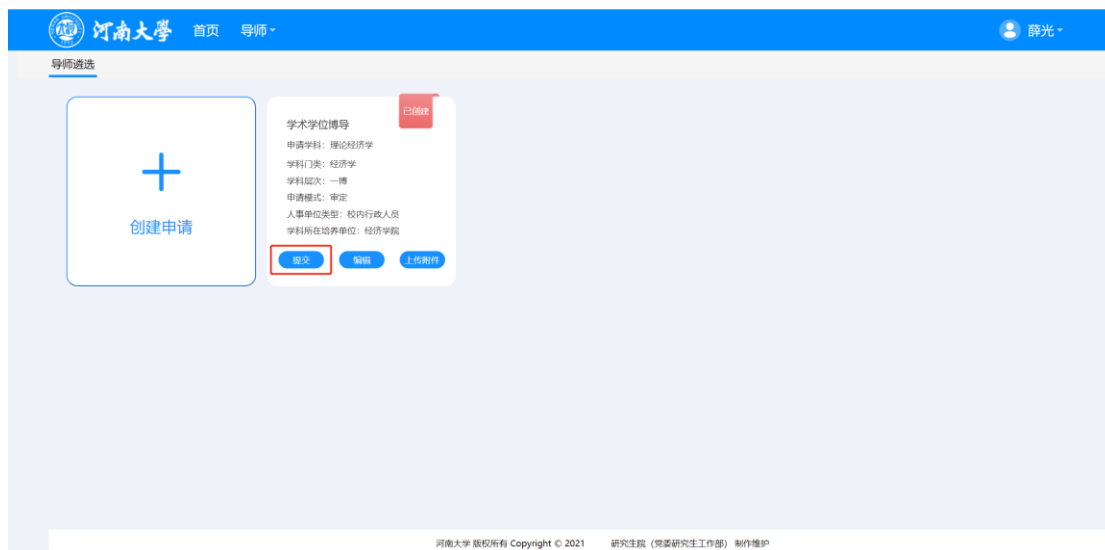 河南大學 首页 导师 薛光
导师遴选
已创建
学术学位博导
申请学科：理论经济学
学科门类：经济学
学科层次：一博
申请模式：审定
人事单位类型：校内行政人员
学科所在培养单位：经济学院
创建申请
提交 编辑 上传附件
河南大学 版权所有 Copyright © 2021 研究生院（党委研究生工作部） 制作维护